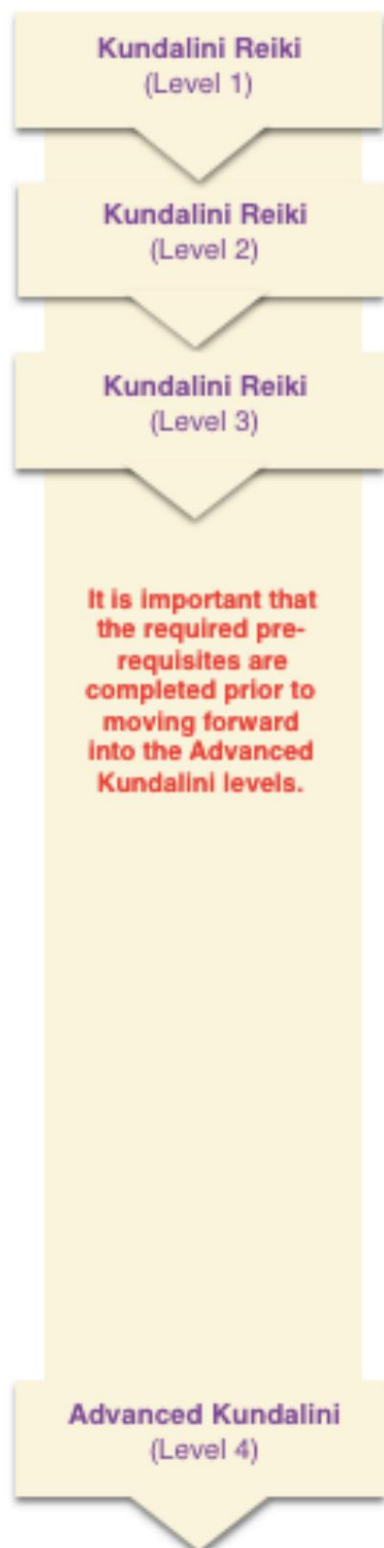 Kundalini Reiki
(Level 1)
Kundalini Reiki
(Level 2)
Kundalini Reiki
(Level 3)
It is important that
the required pre-
requisites are
completed prior to
moving forward
into the Advanced
Kundalini levels.
Advanced Kundalini
(Level 4)